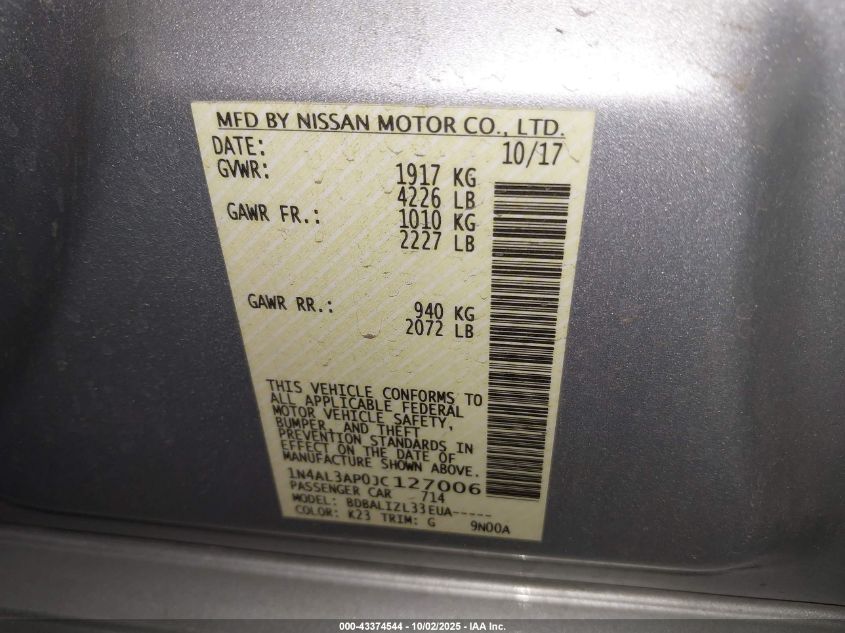 MFD BY NISSAN MOTOR CO., LTD.
DATE: 10/17
GVWR: 1917 KG
4226 LB
GAWR FR.: 1010 KG
2227 LB
GAWR RR.: 940 KG
2072 LB
THIS VEHICLE CONFORMS TO
ALL APPLICABLE FEDERAL
MOTOR VEHICLE SAFETY,
BUMPER, AND THEFT
PREVENTION STANDARDS IN
EFFECT ON THE DATE OF
MANUFACTURE SHOWN ABOVE.
1N4AL3AP0JC127006
PASSENGER CAR 714
MODEL: BDBALIZL33EUA-----
COLOR: K23 TRIM: G 9N00A
000-43374544 - 10/02/2025 - IAA Inc.